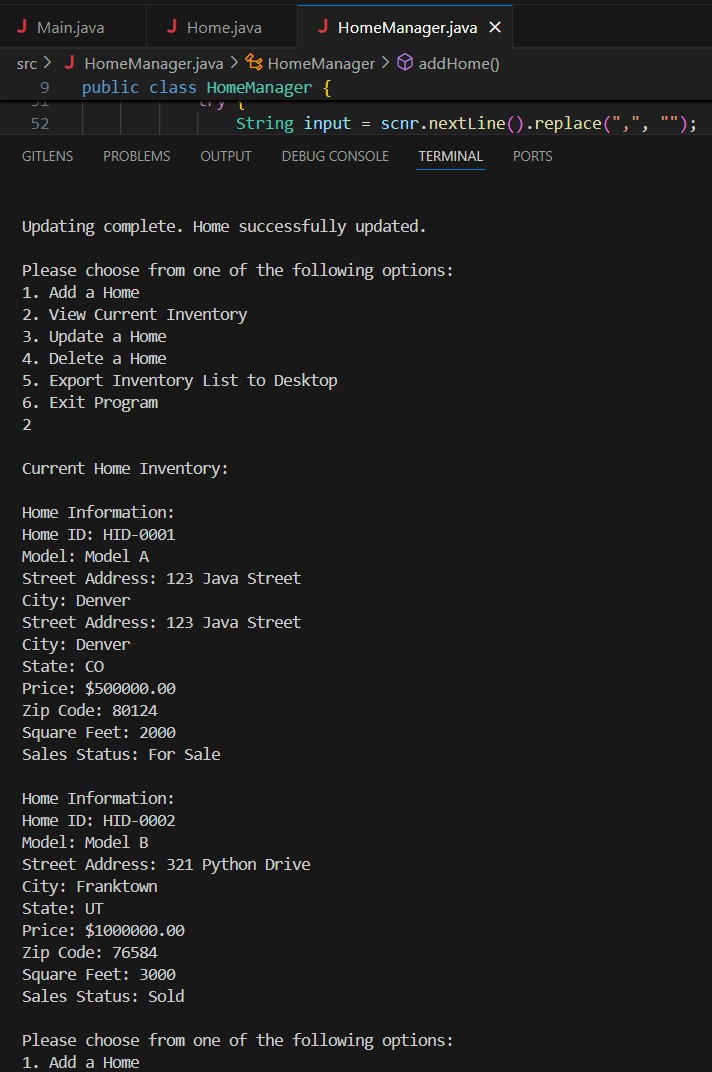 Main.java Home.java HomeManager.java
src > HomeManager.java > HomeManager > addHome()
9 public class HomeManager {
51 try {
52 String input = scnr.nextLine().replace(",", "");
GITLENS PROBLEMS OUTPUT DEBUG CONSOLE TERMINAL PORTS
Updating complete. Home successfully updated.
Please choose from one of the following options:
1. Add a Home
2. View Current Inventory
3. Update a Home
4. Delete a Home
5. Export Inventory List to Desktop
6. Exit Program
2
Current Home Inventory:
Home Information:
Home ID: HID-0001
Model: Model A
Street Address: 123 Java Street
City: Denver
Street Address: 123 Java Street
City: Denver
State: CO
Price: $500000.00
Zip Code: 80124
Square Feet: 2000
Sales Status: For Sale
Home Information:
Home ID: HID-0002
Model: Model B
Street Address: 321 Python Drive
City: Franktown
State: UT
Price: $1000000.00
Zip Code: 76584
Square Feet: 3000
Sales Status: Sold
Please choose from one of the following options:
1. Add a Home